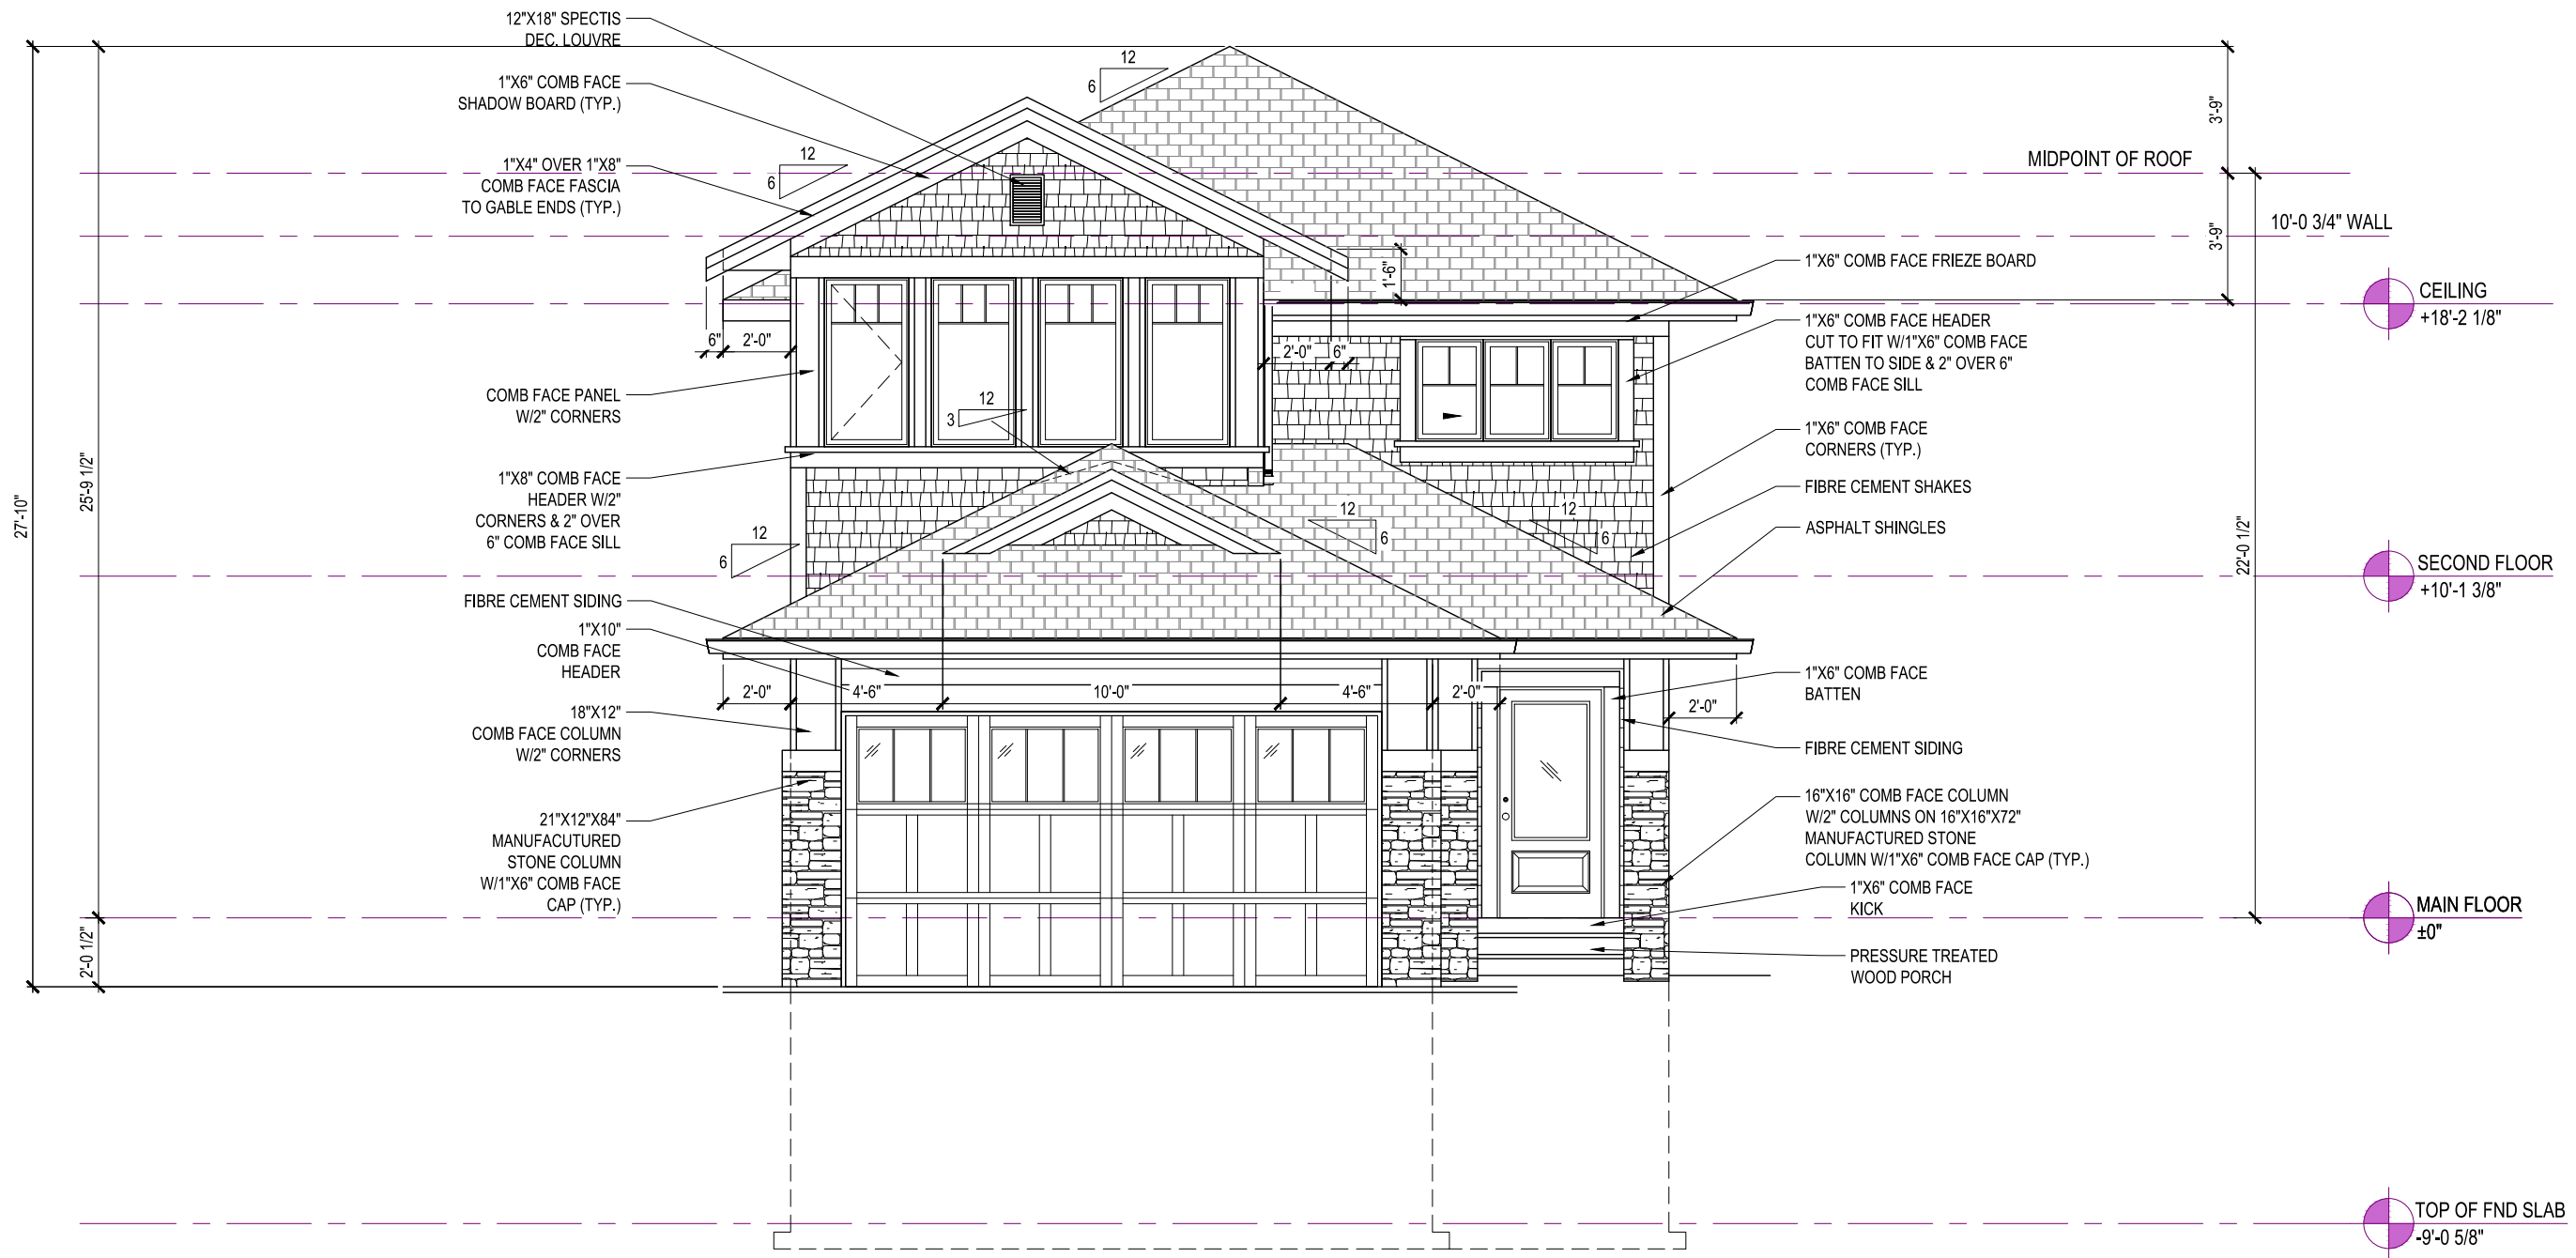 12"X18" SPECTIS
DEC. LOUVRE
1"X6" COMB FACE
SHADOW BOARD (TYP.)
1"X4" OVER 1"X8"
COMB FACE FASCIA
TO GABLE ENDS (TYP.)
COMB FACE PANEL
W/2" CORNERS
1"X8" COMB FACE
HEADER W/2"
CORNERS & 2" OVER
6" COMB FACE SILL
FIBRE CEMENT SIDING
1"X10"
COMB FACE
HEADER
18"X12"
COMB FACE COLUMN
W/2" CORNERS
21"X12"X84"
MANUFACUTURED
STONE COLUMN
W/1"X6" COMB FACE
CAP (TYP.)
27'-10"
25'-9 1/2"
2'-0 1/2"
12
6
12
6
12
3
12
6
12
6
12
6
6"
2'-0"
2'-0"
6"
1'-6"
2'-0"
4'-6"
10'-0"
4'-6"
2'-0"
2'-0"
3'-9"
MIDPOINT OF ROOF
3'-9"
10'-0 3/4" WALL
22'-0 1/2"
1"X6" COMB FACE FRIEZE BOARD
1"X6" COMB FACE HEADER
CUT TO FIT W/1"X6" COMB FACE
BATTEN TO SIDE & 2" OVER 6"
COMB FACE SILL
1"X6" COMB FACE
CORNERS (TYP.)
FIBRE CEMENT SHAKES
ASPHALT SHINGLES
1"X6" COMB FACE
BATTEN
FIBRE CEMENT SIDING
16"X16" COMB FACE COLUMN
W/2" COLUMNS ON 16"X16"X72"
MANUFACTURED STONE
COLUMN W/1"X6" COMB FACE CAP (TYP.)
1"X6" COMB FACE
KICK
PRESSURE TREATED
WOOD PORCH
CEILING
+18'-2 1/8"
SECOND FLOOR
+10'-1 3/8"
MAIN FLOOR
±0"
TOP OF FND SLAB
-9'-0 5/8"